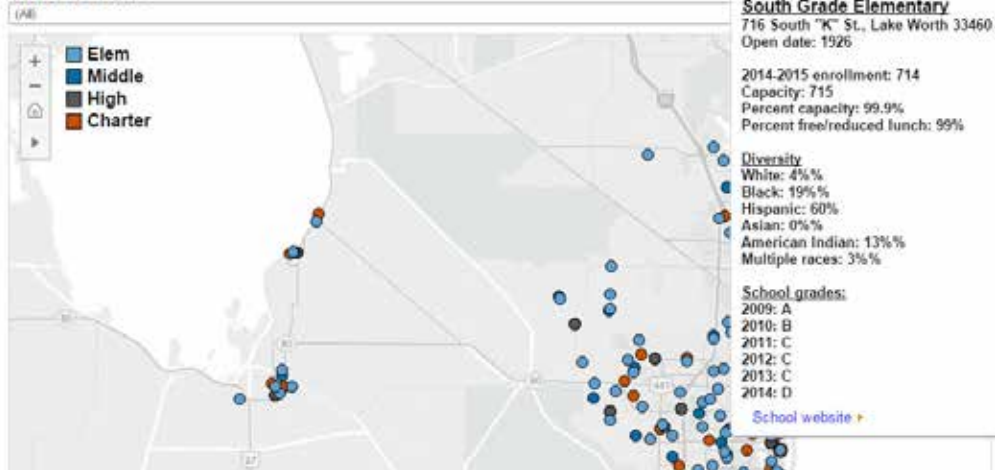 (All)
Elem
Middle
High
Charter
South Grade Elementary
716 South "K" St., Lake Worth 33460
Open date: 1926
2014-2015 enrollment: 714
Capacity: 715
Percent capacity: 99.9%
Percent free/reduced lunch: 99%
Diversity
White: 4%%
Black: 19%%
Hispanic: 60%
Asian: 0%%
American Indian: 13%%
Multiple races: 3%%
School grades:
2009: A
2010: B
2011: C
2012: C
2013: C
2014: D
School website
441
27